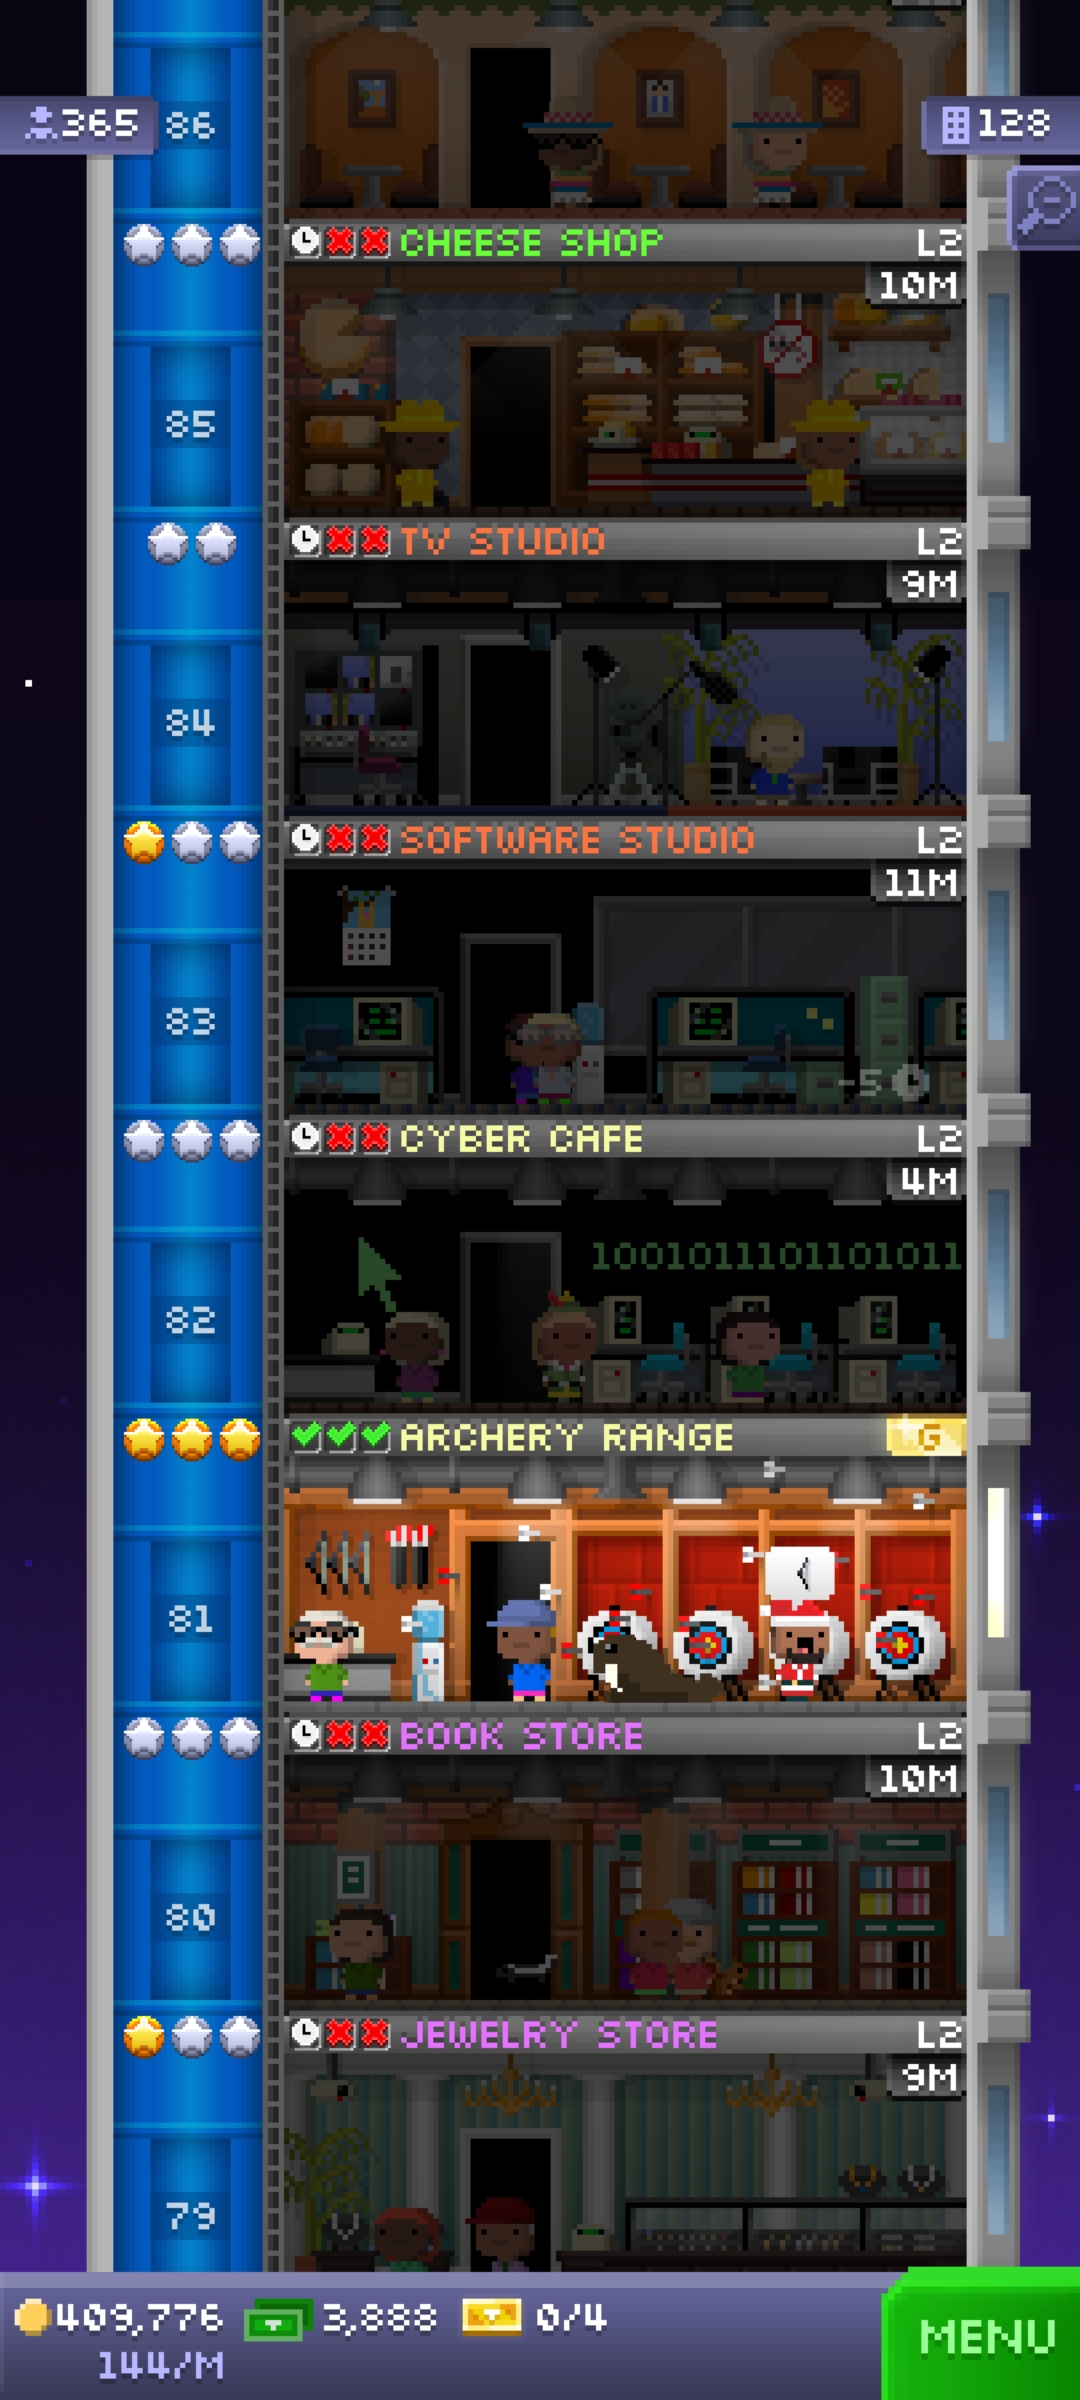 365
86
128
CHEESE SHOP L2
10M
85
TV STUDIO L2
9M
84
SOFTWARE STUDIO L2
11M
83
-5
CYBER CAFE L2
4M
1001011101101011
82
ARCHERY RANGE G
81
BOOK STORE L2
10M
80
JEWELRY STORE L2
9M
79
409,776 3,888 0/4
144/M
MENU